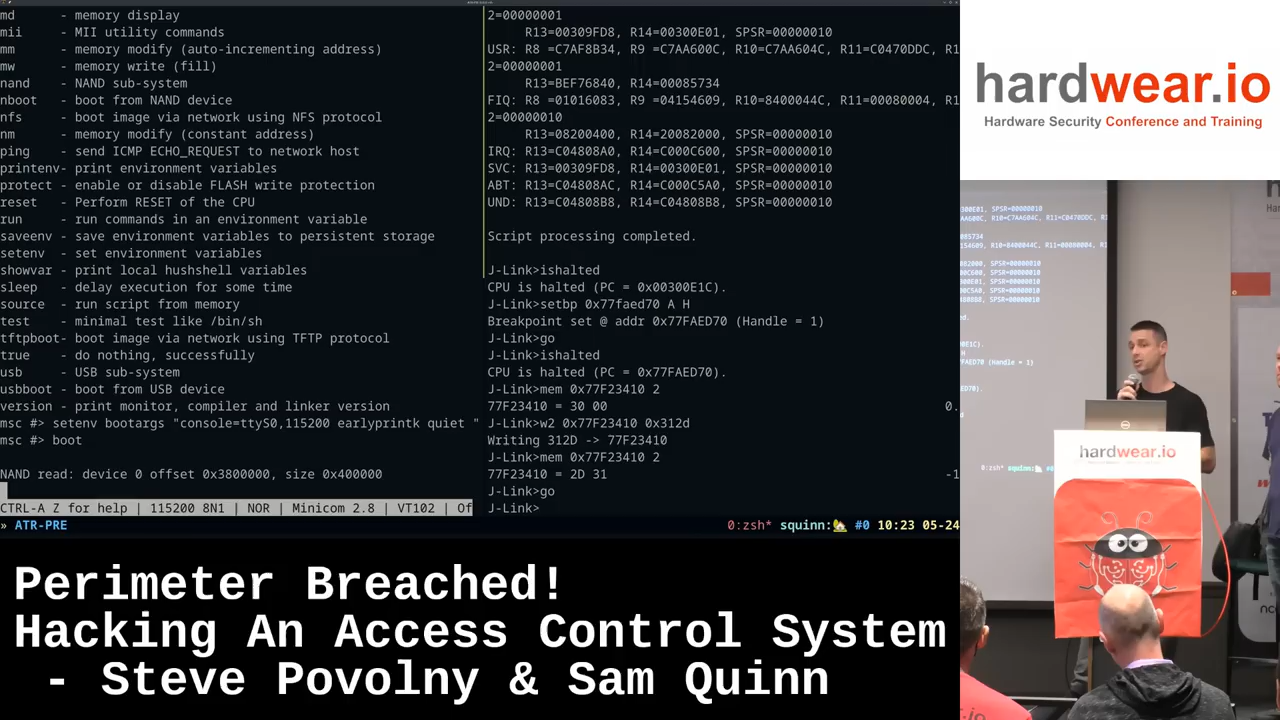 md      - memory display
mii     - MII utility commands
mm      - memory modify (auto-incrementing address)
mw      - memory write (fill)
nand    - NAND sub-system
nboot   - boot from NAND device
nfs     - boot image via network using NFS protocol
nm      - memory modify (constant address)
ping    - send ICMP ECHO_REQUEST to network host
printenv- print environment variables
protect - enable or disable FLASH write protection
reset   - Perform RESET of the CPU
run     - run commands in an environment variable
saveenv - save environment variables to persistent storage
setenv  - set environment variables
showvar - print local hushshell variables
sleep   - delay execution for some time
source  - run script from memory
test    - minimal test like /bin/sh
tftpboot- boot image via network using TFTP protocol
true    - do nothing, successfully
usb     - USB sub-system
usbboot - boot from USB device
version - print monitor, compiler and linker version
msc #> setenv bootargs "console=ttyS0,115200 earlyprintk quiet "
msc #> boot
NAND read: device 0 offset 0x3800000, size 0x400000
CTRL-A Z for help | 115200 8N1 | NOR | Minicom 2.8 | VT102 | Of
2=00000001
R13=00309FD8, R14=00300E01, SPSR=00000010
USR: R8 =C7AF8B34, R9 =C7AA600C, R10=C7AA604C, R11=C0470DDC, R1
2=00000001
R13=BEF76840, R14=00085734
FIQ: R8 =01016083, R9 =04154609, R10=8400044C, R11=00080004, R1
2=00000010
R13=08200400, R14=20082000, SPSR=00000010
IRQ: R13=C04808A0, R14=C000C600, SPSR=00000010
SVC: R13=00309FD8, R14=00300E01, SPSR=00000010
ABT: R13=C04808AC, R14=C000C5A0, SPSR=00000010
UND: R13=C04808B8, R14=C04808B8, SPSR=00000010
Script processing completed.
J-Link>ishalted
CPU is halted (PC = 0x00300E1C).
J-Link>setbp 0x77faed70 A H
Breakpoint set @ addr 0x77FAED70 (Handle = 1)
J-Link>go
J-Link>ishalted
CPU is halted (PC = 0x77FAED70).
J-Link>mem 0x77F23410 2
77F23410 = 30 00 0.
J-Link>w2 0x77F23410 0x312d
Writing 312D -> 77F23410
J-Link>mem 0x77F23410 2
77F23410 = 2D 31 -1
J-Link>go
J-Link>
» ATR-PRE
0:zsh* squinn:🏡 #0 10:23 05-24
hardwear.io
Hardware Security Conference and Training
hardwear.io
Perimeter Breached!
Hacking An Access Control System
- Steve Povolny & Sam Quinn